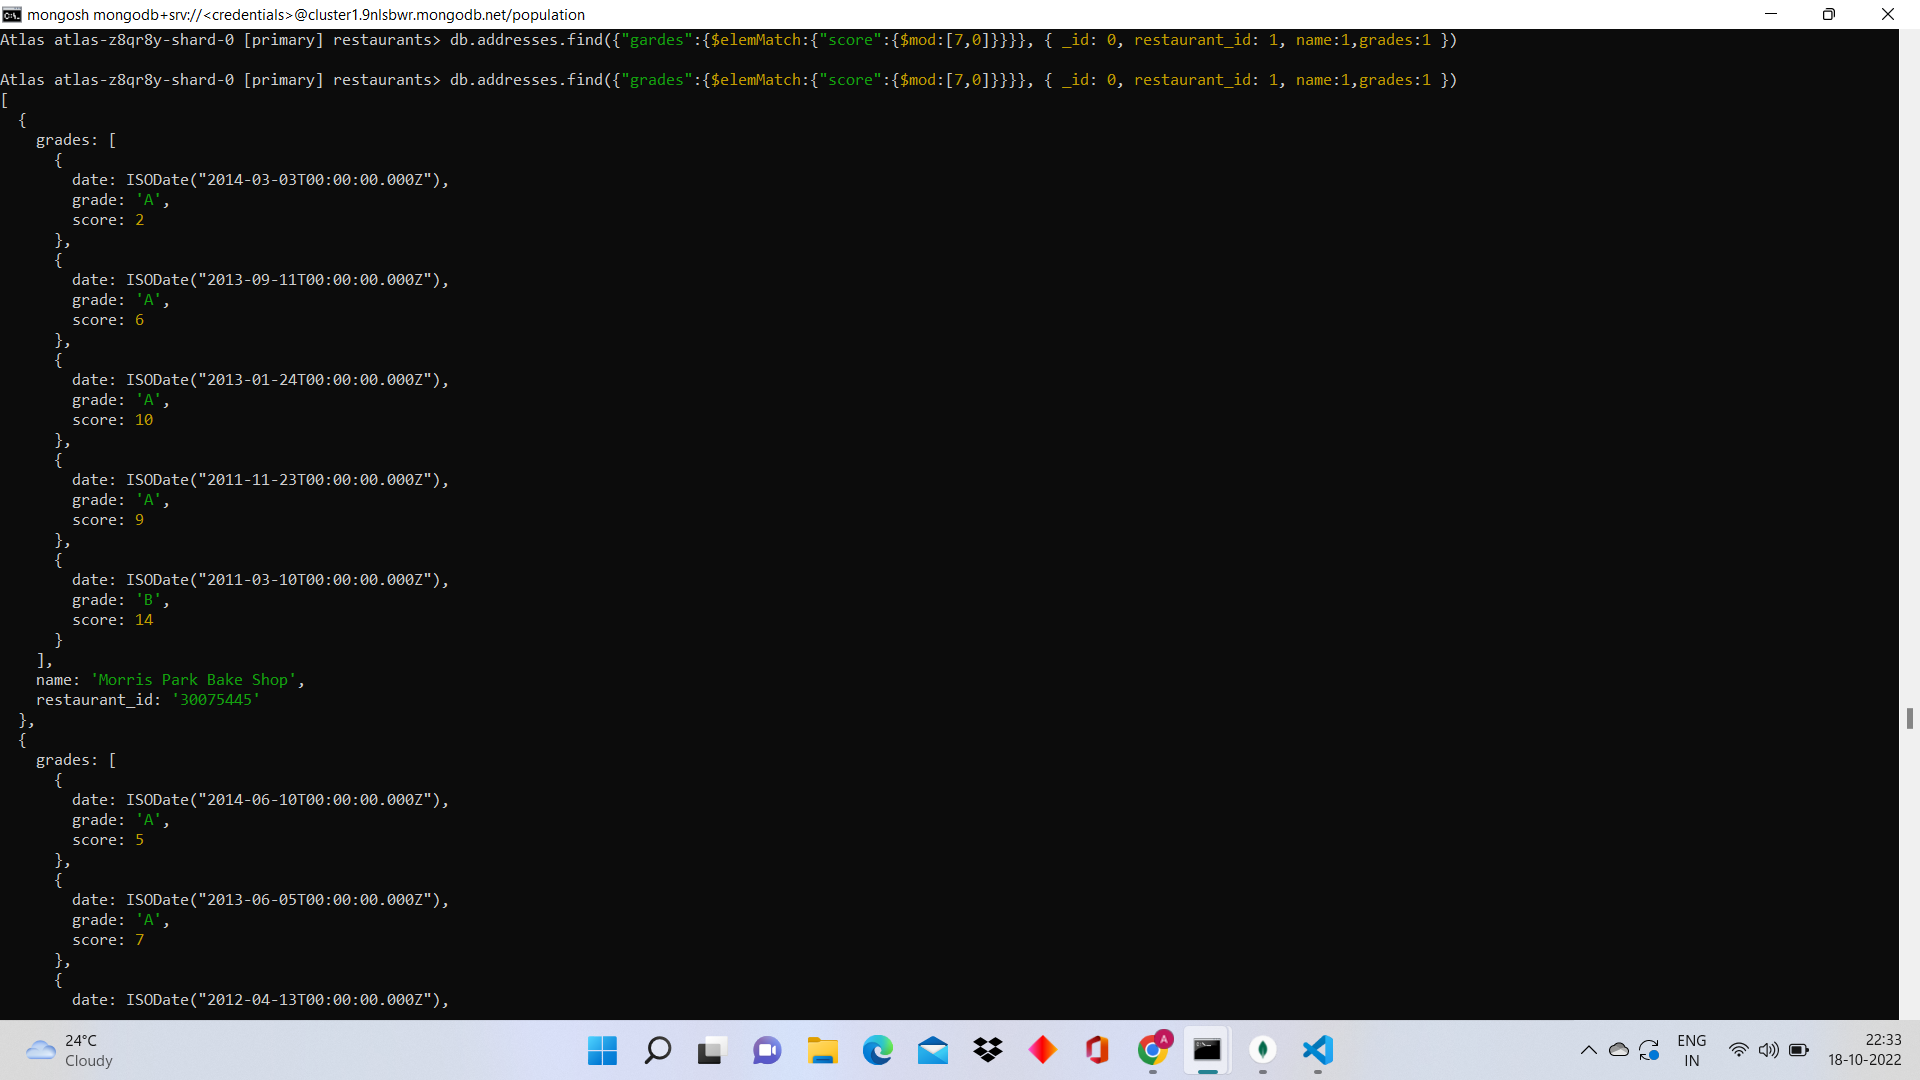 mongosh mongodb+srv://<credentials>@cluster1.9nlsbwr.mongodb.net/population
Atlas atlas-z8qr8y-shard-0 [primary] restaurants> db.addresses.find({"gardes":{$elemMatch:{"score":{$mod:[7,0]}}}}, { _id: 0, restaurant_id: 1, name:1,grades:1 })
Atlas atlas-z8qr8y-shard-0 [primary] restaurants> db.addresses.find({"grades":{$elemMatch:{"score":{$mod:[7,0]}}}}, { _id: 0, restaurant_id: 1, name:1,grades:1 })
[
  {
    grades: [
      {
        date: ISODate("2014-03-03T00:00:00.000Z"),
        grade: 'A',
        score: 2
      },
      {
        date: ISODate("2013-09-11T00:00:00.000Z"),
        grade: 'A',
        score: 6
      },
      {
        date: ISODate("2013-01-24T00:00:00.000Z"),
        grade: 'A',
        score: 10
      },
      {
        date: ISODate("2011-11-23T00:00:00.000Z"),
        grade: 'A',
        score: 9
      },
      {
        date: ISODate("2011-03-10T00:00:00.000Z"),
        grade: 'B',
        score: 14
      }
    ],
    name: 'Morris Park Bake Shop',
    restaurant_id: '30075445'
  },
  {
    grades: [
      {
        date: ISODate("2014-06-10T00:00:00.000Z"),
        grade: 'A',
        score: 5
      },
      {
        date: ISODate("2013-06-05T00:00:00.000Z"),
        grade: 'A',
        score: 7
      },
      {
        date: ISODate("2012-04-13T00:00:00.000Z"),
24°C
Cloudy
A
ENG
IN
22:33
18-10-2022